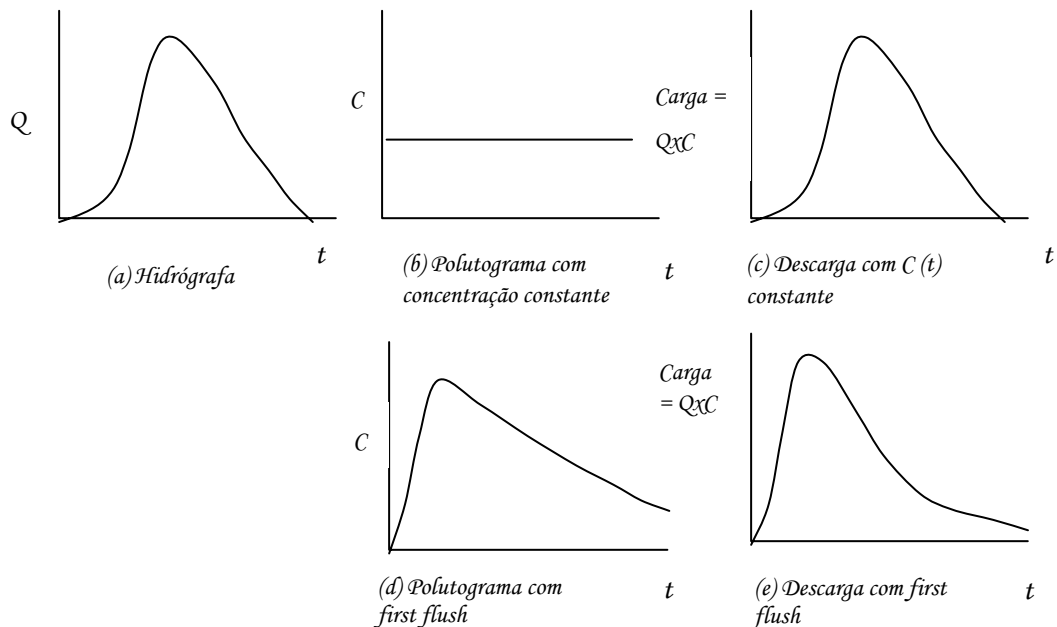 Q
t
(a) Hidrógrafa
C
t
(b) Polutograma com
concentração constante
Carga =
QxC
t
(c) Descarga com C (t)
constante
C
t
(d) Polutograma com
first flush
Carga
= QxC
t
(e) Descarga com first
flush